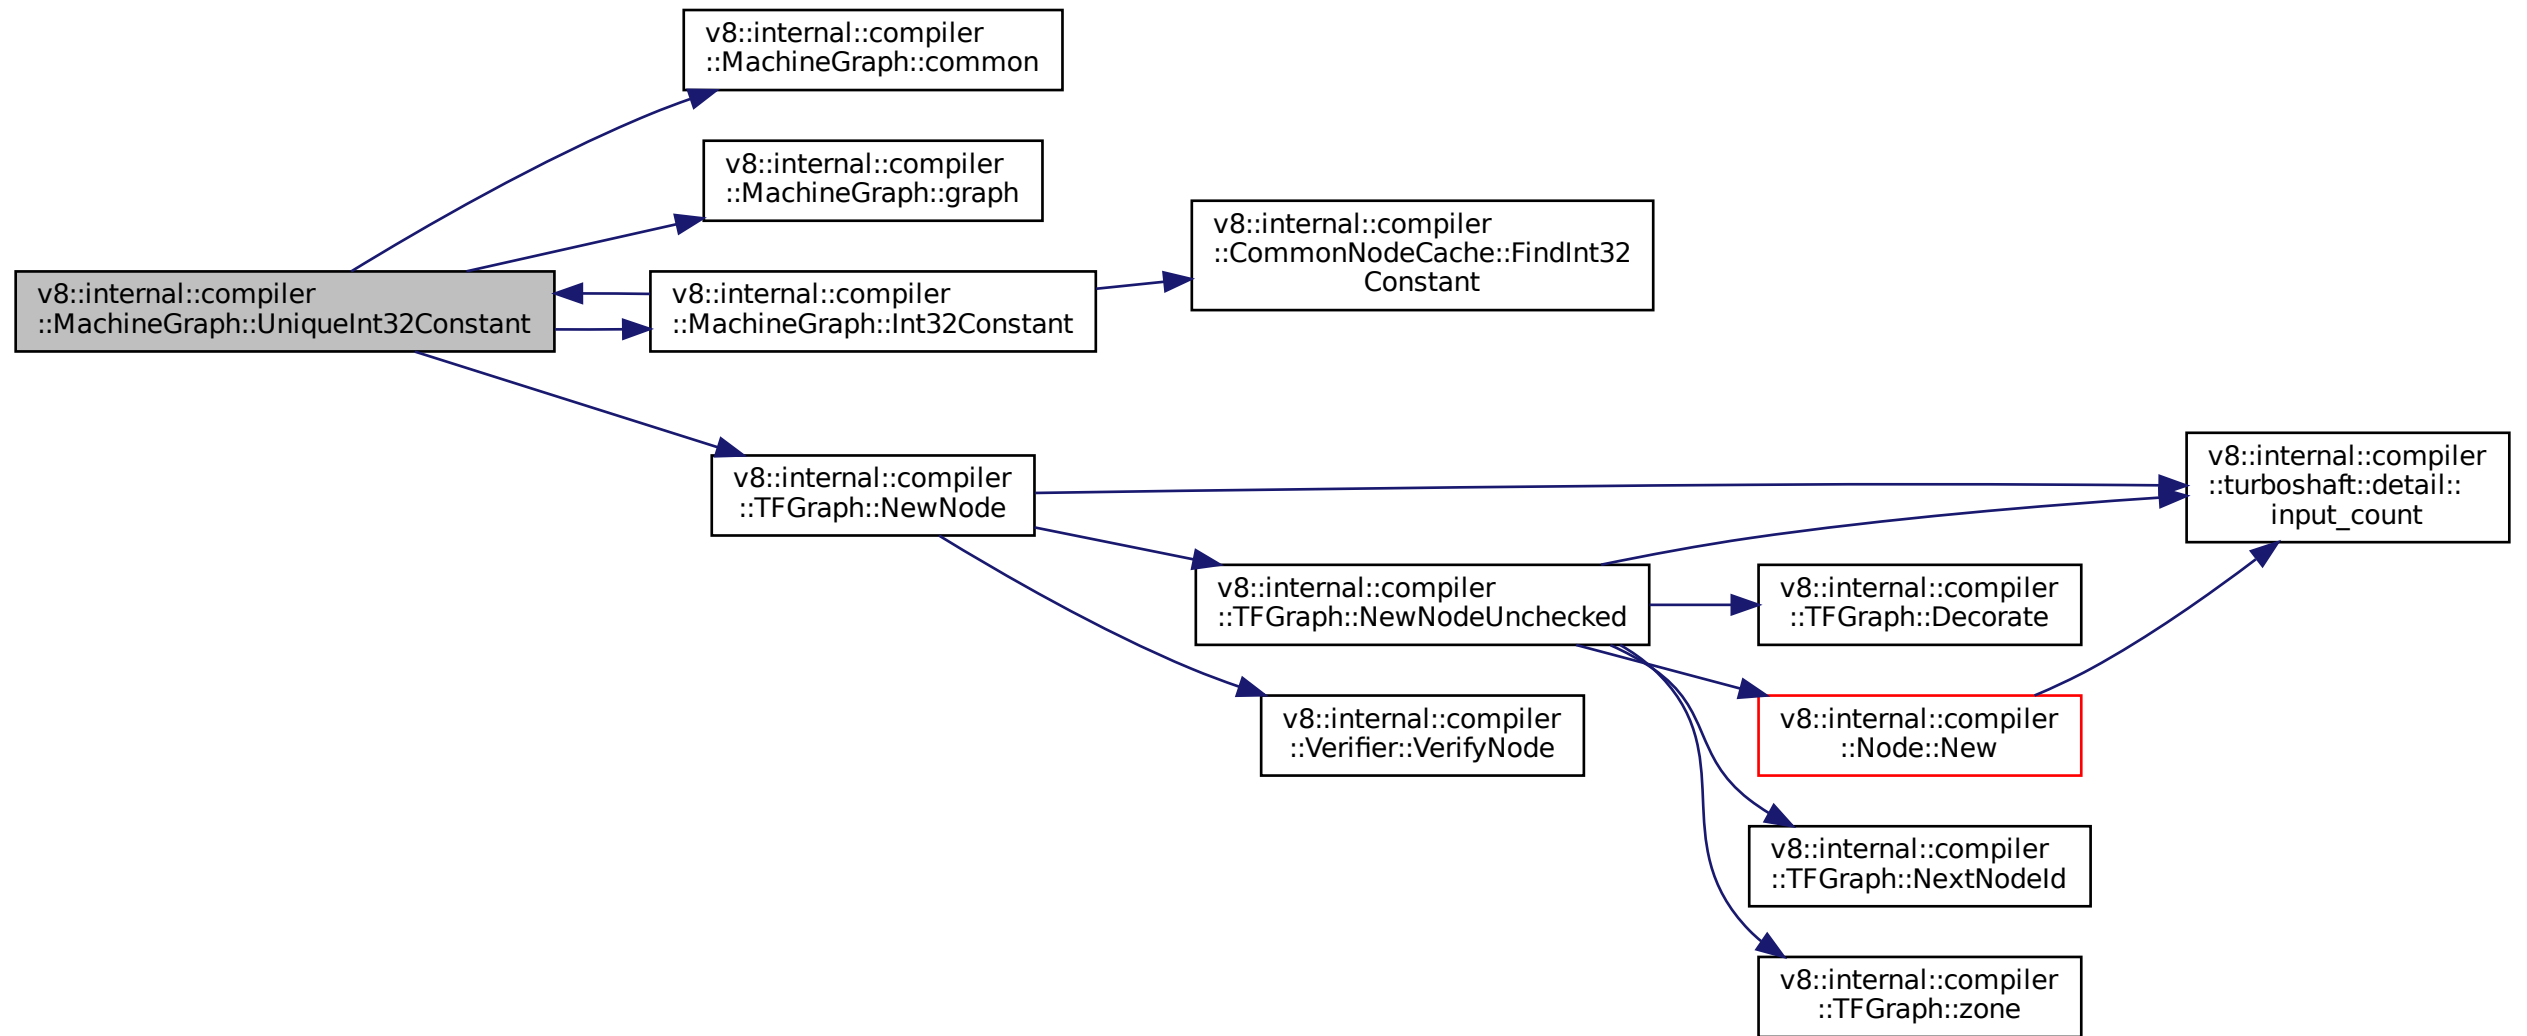 v8::internal::compiler
::MachineGraph::common
v8::internal::compiler
::MachineGraph::graph
v8::internal::compiler
::CommonNodeCache::FindInt32
Constant
v8::internal::compiler
::MachineGraph::UniqueInt32Constant
v8::internal::compiler
::MachineGraph::Int32Constant
v8::internal::compiler
::TFGraph::NewNode
v8::internal::compiler
::turboshaft::detail::
input_count
v8::internal::compiler
::TFGraph::NewNodeUnchecked
v8::internal::compiler
::TFGraph::Decorate
v8::internal::compiler
::Verifier::VerifyNode
v8::internal::compiler
::Node::New
v8::internal::compiler
::TFGraph::NextNodeId
v8::internal::compiler
::TFGraph::zone